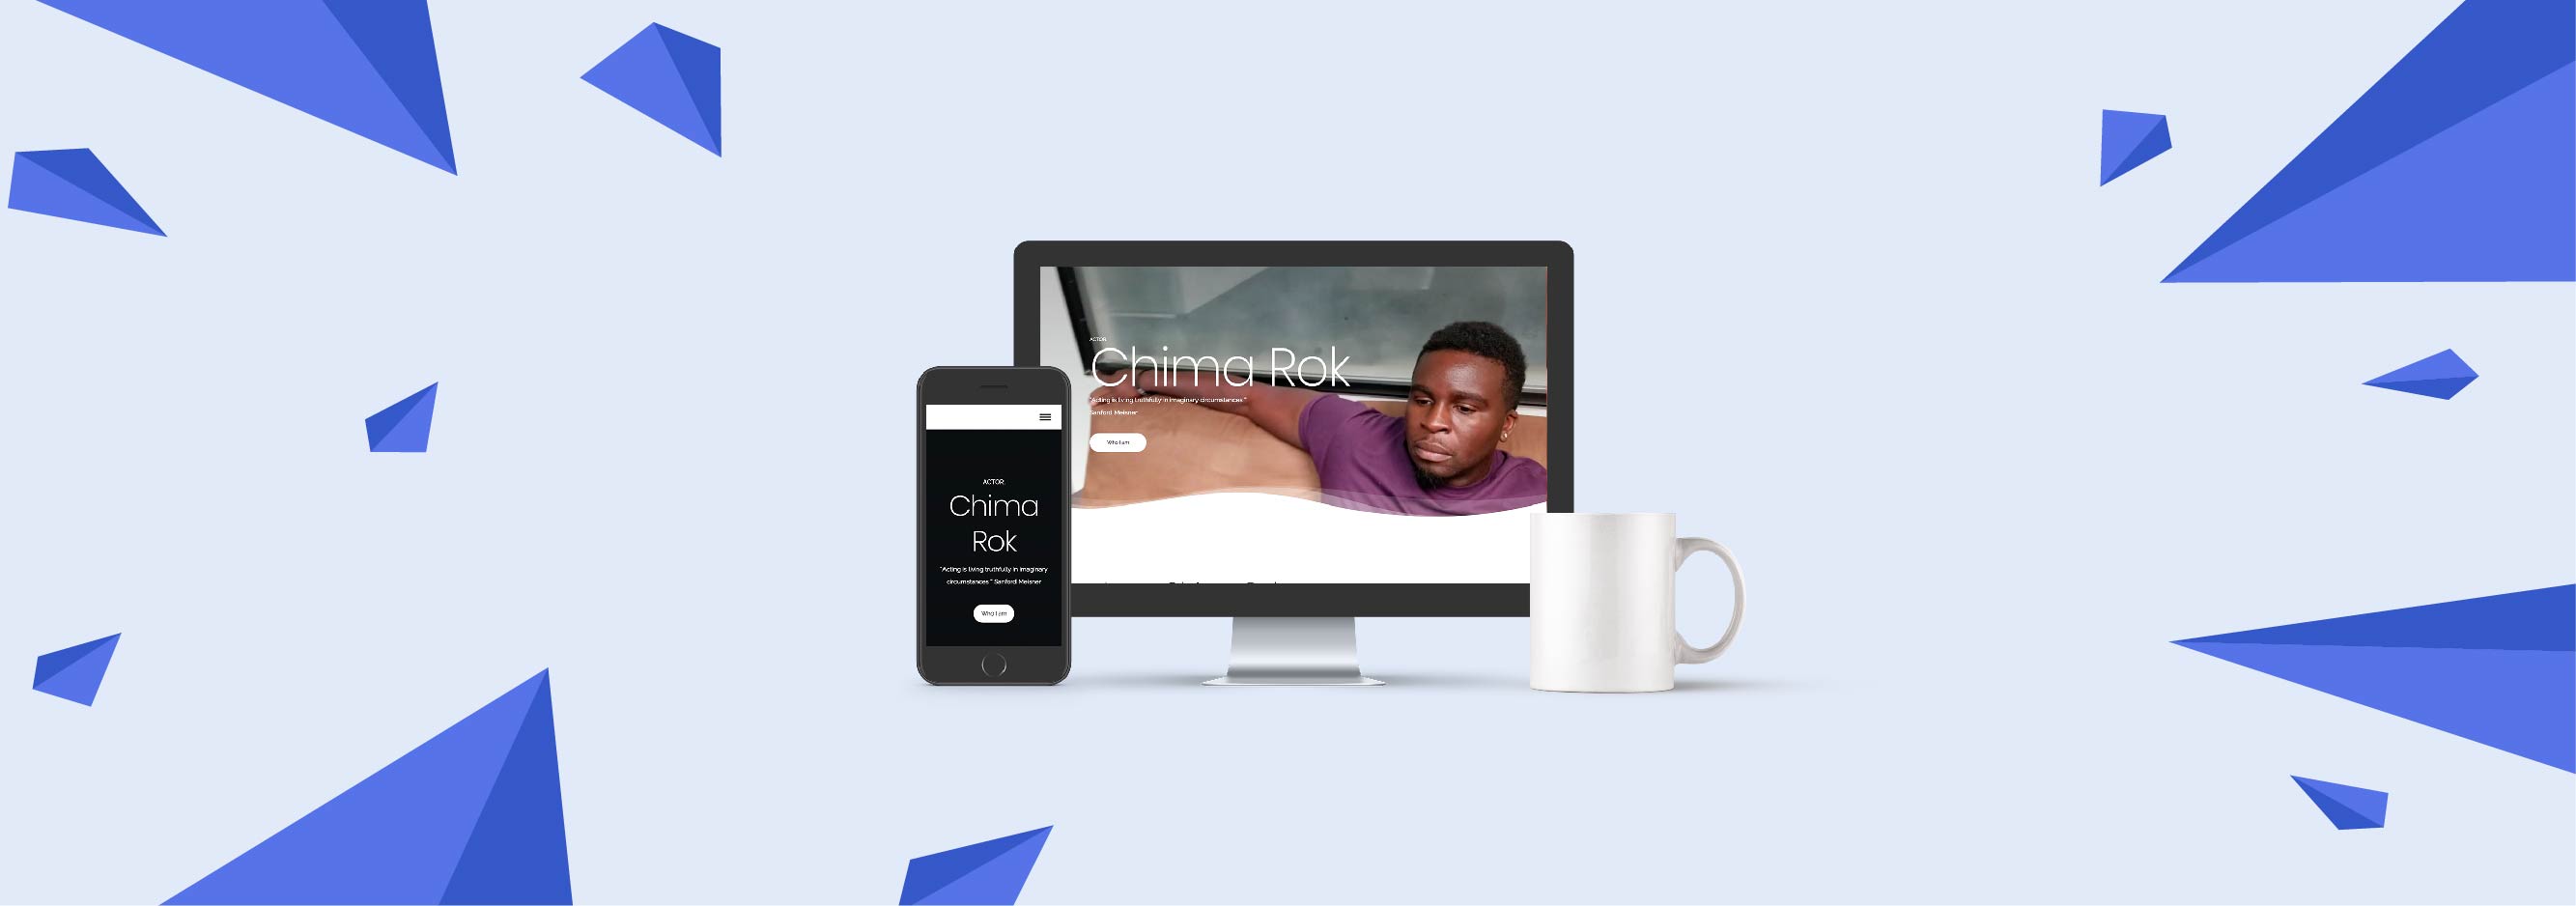 ACTOR:
Chima Rok
"Acting is living truthfully in imaginary circumstances "
Sanford Meisner
Who I am
ACTOR:
Chima
Rok
"Acting is living truthfully in imaginary
circumstances " Sanford Meisner
Who I am